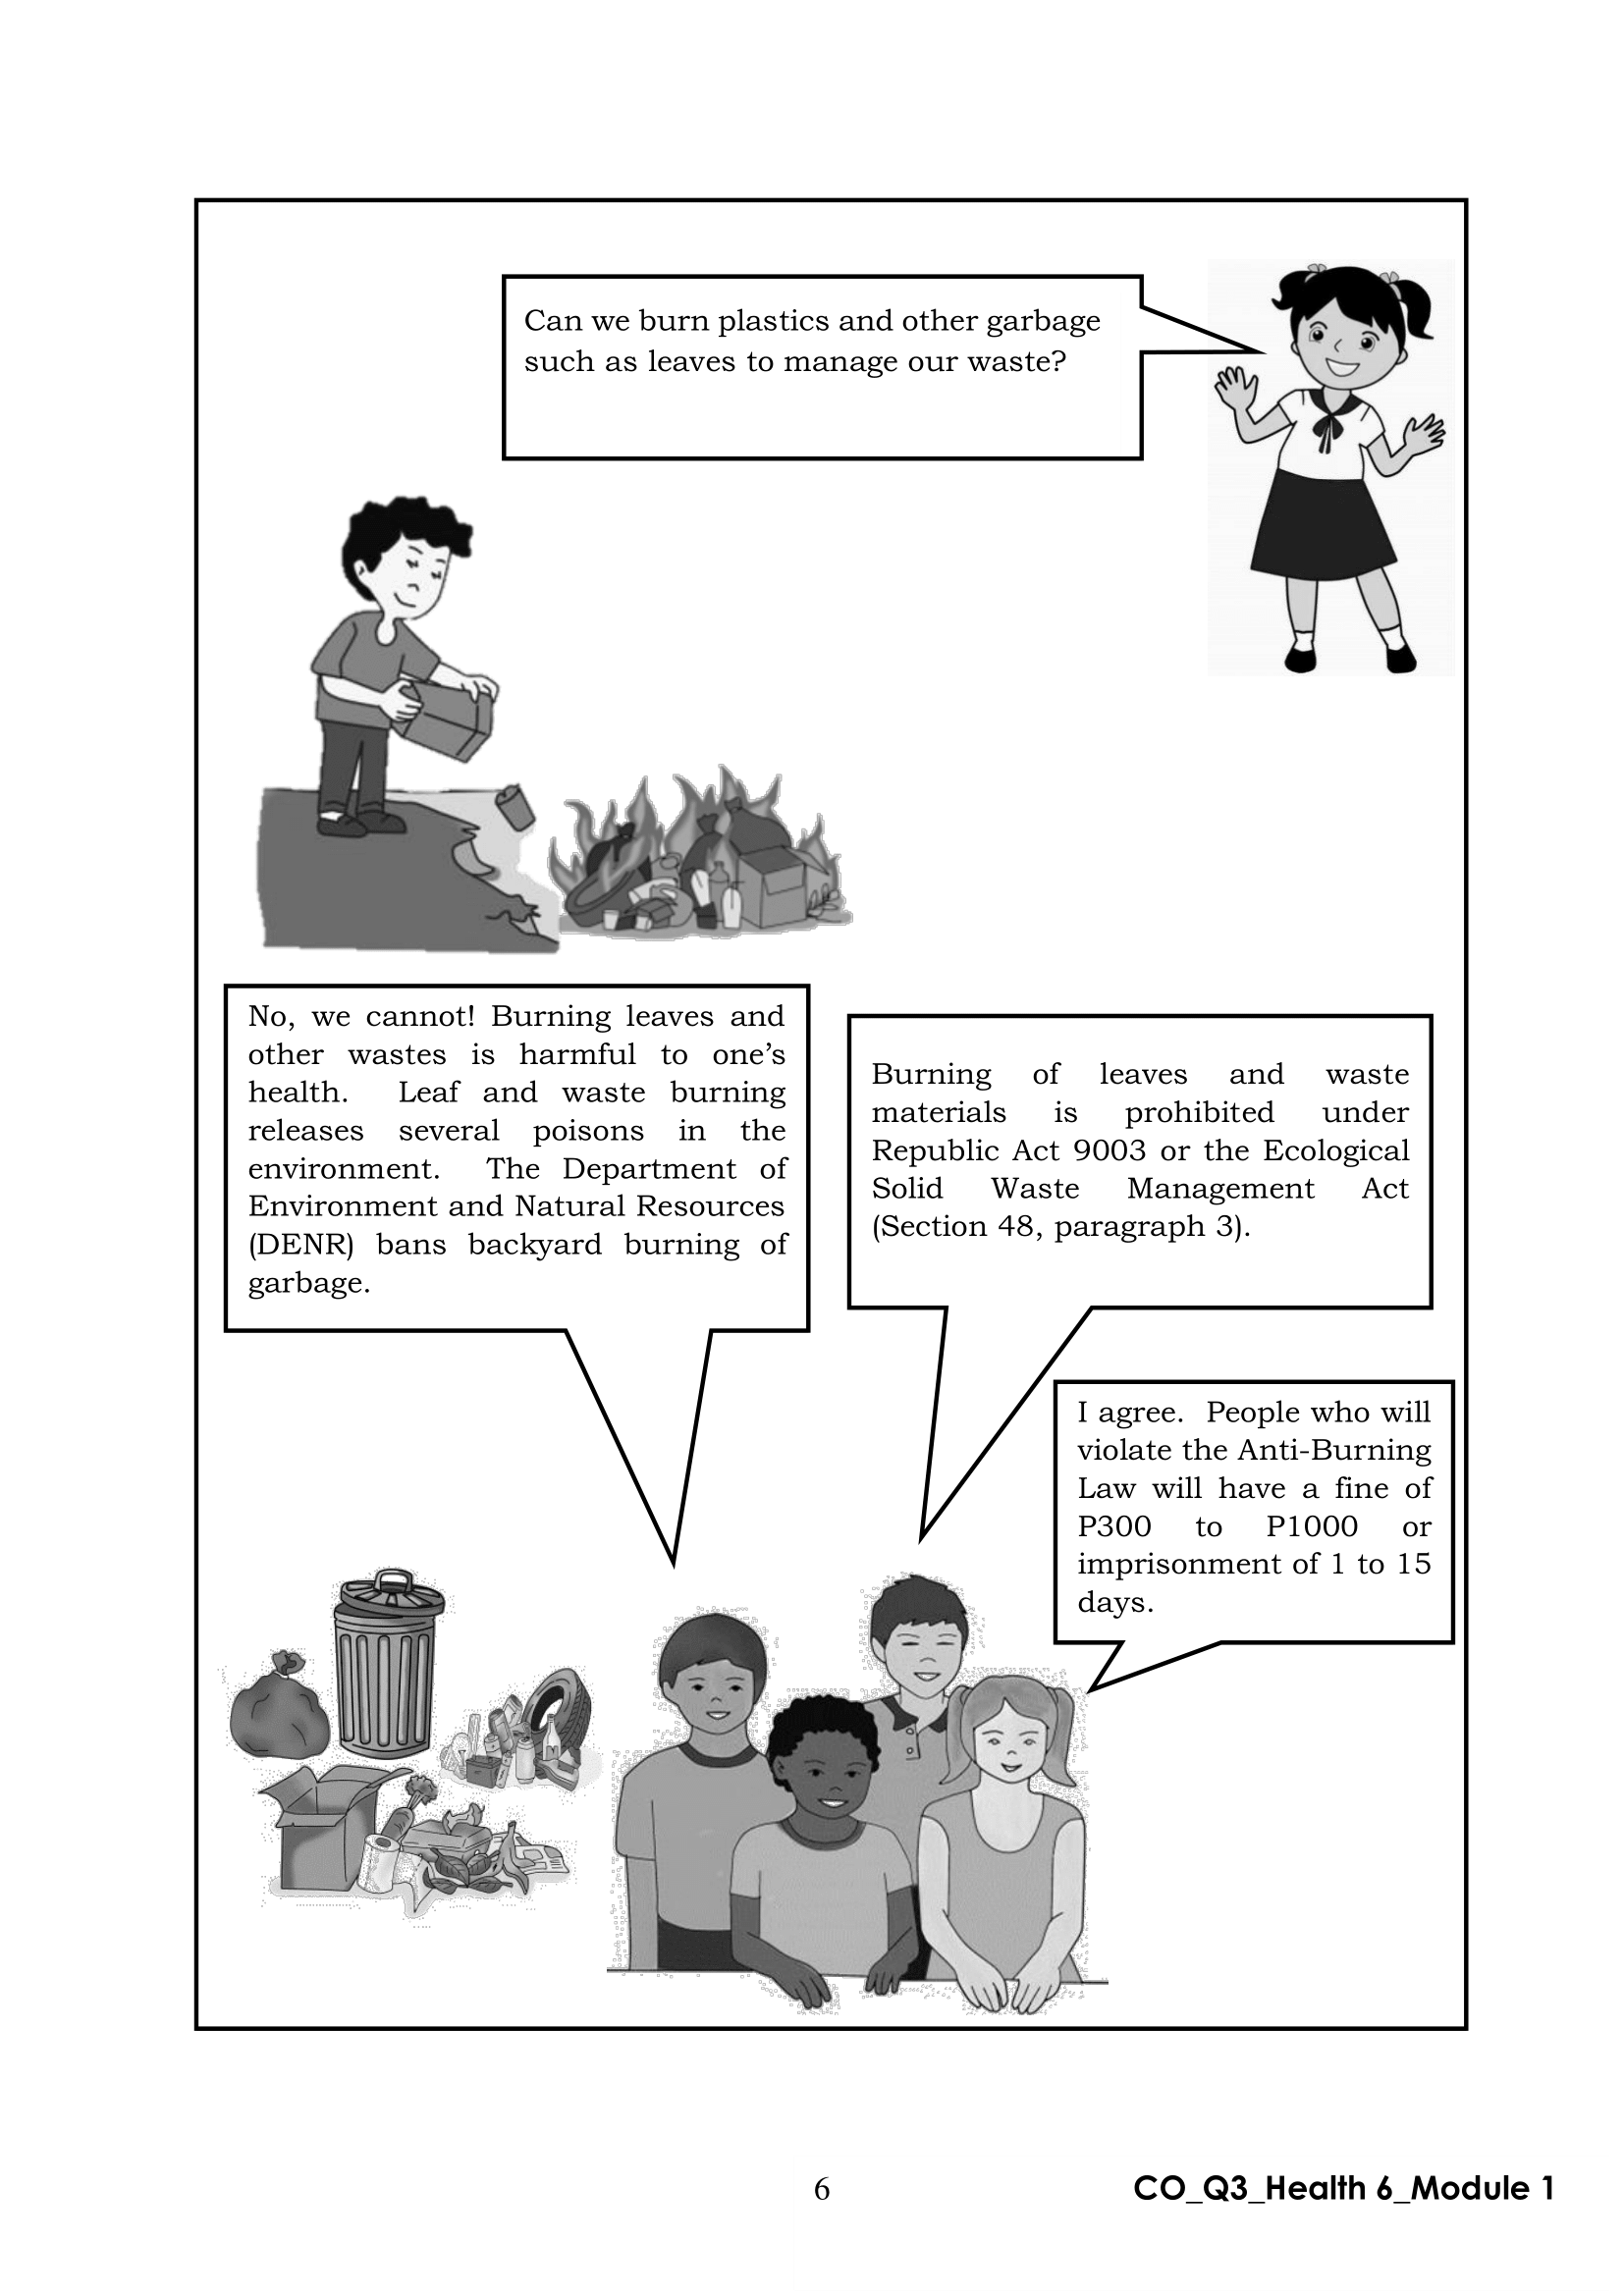 Can we burn plastics and other garbage
such as leaves to manage our waste?
No, we cannot! Burning leaves and
other wastes is harmful to one's
health. Leaf and waste burning
releases several poisons in the
environment. The Department of
Environment and Natural Resources
(DENR) bans backyard burning of
garbage.
Burning of leaves and waste
materials is prohibited under
Republic Act 9003 or the Ecological
Solid Waste Management Act
(Section 48, paragraph 3).
I agree. People who will
violate the Anti-Burning
Law will have a fine of
P300 to P1000 or
imprisonment of 1 to 15
days.
6
CO_Q3_Health 6_Module 1